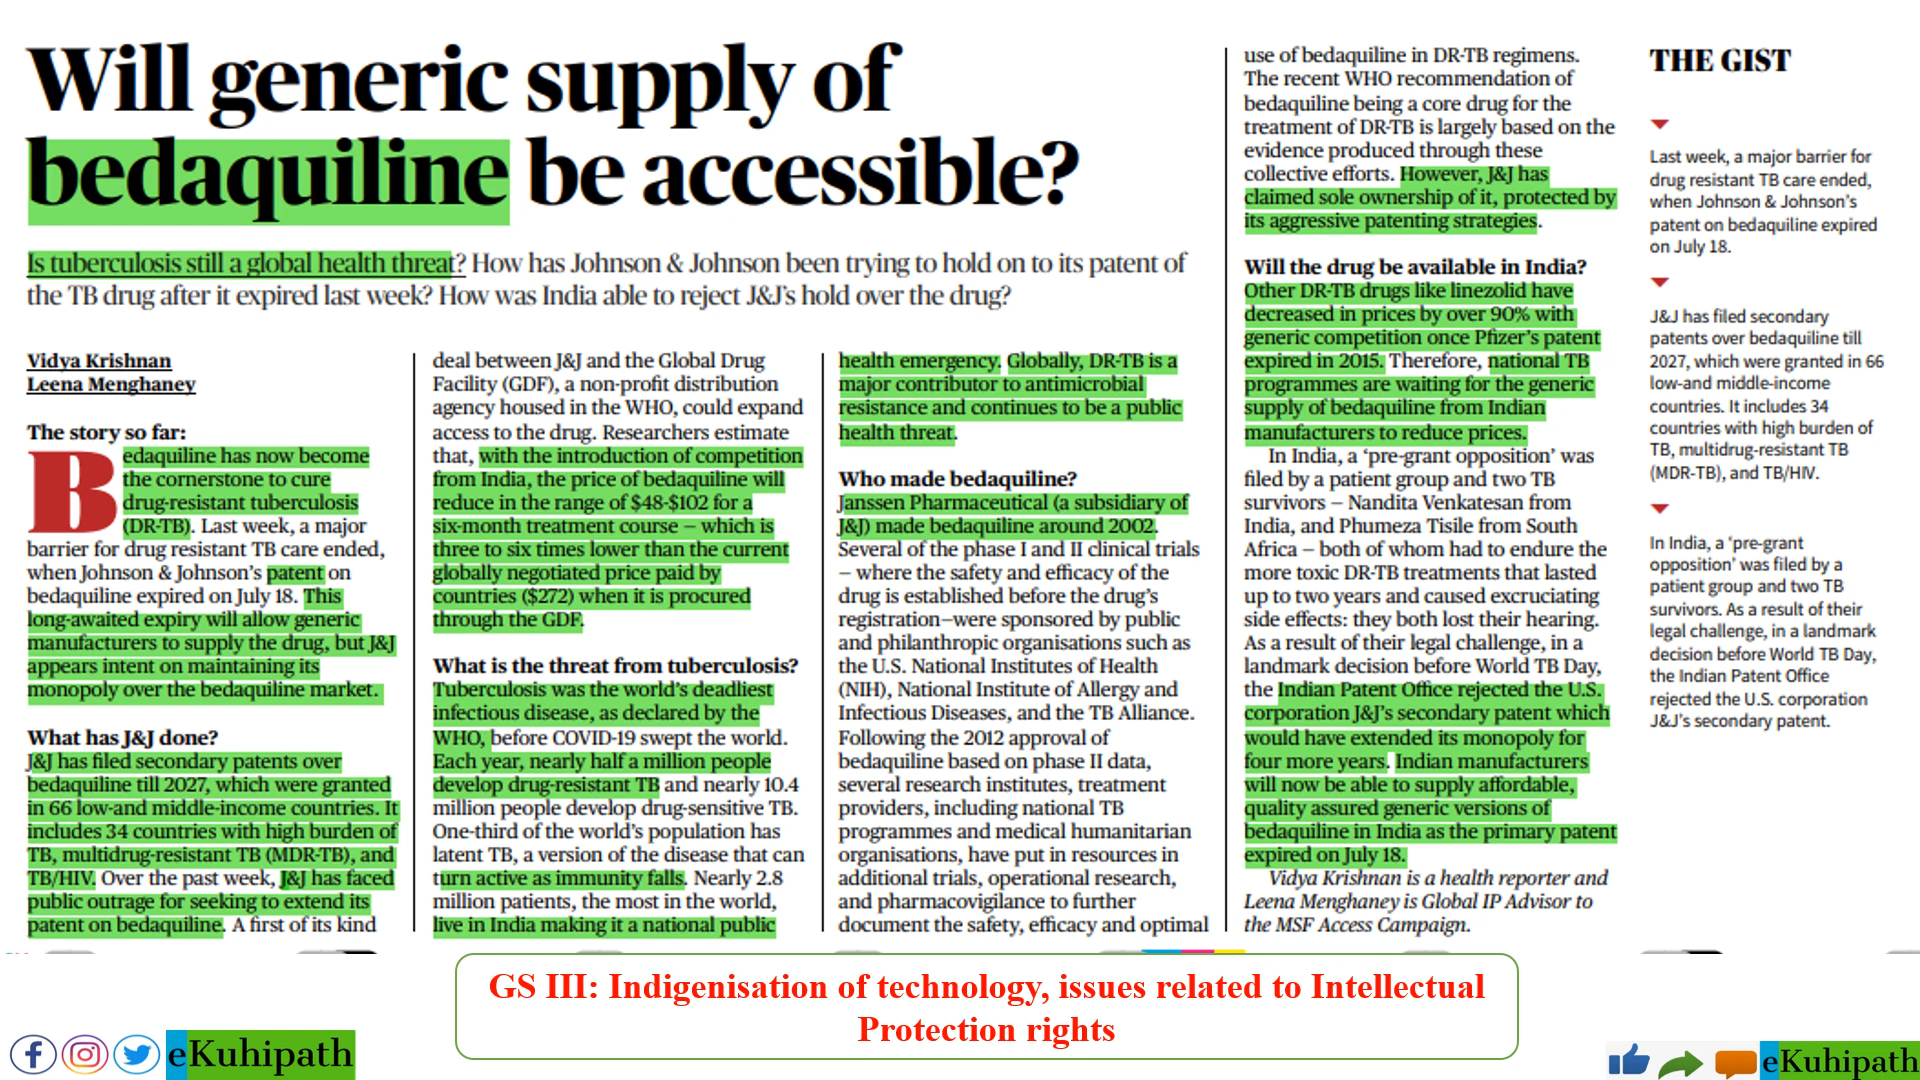 Will generic supply of
bedaquiline be accessible?
Is tuberculosis still a global health threat? How has Johnson & Johnson been trying to hold on to its patent of
the TB drug after it expired last week? How was India able to reject J&J's hold over the drug?
Vidya Krishnan
Leena Menghaney
The story so far:
Bedaquiline has now become
the cornerstone to cure
drug-resistant tuberculosis
(DR-TB). Last week, a major
barrier for drug resistant TB care ended,
when Johnson & Johnson's patent on
bedaquiline expired on July 18. This
long-awaited expiry will allow generic
manufacturers to supply the drug, but J&J
appears intent on maintaining its
monopoly over the bedaquiline market.
What has J&J done?
J&J has filed secondary patents over
bedaquiline till 2027, which were granted
in 66 low-and middle-income countries. It
includes 34 countries with high burden of
TB, multidrug-resistant TB (MDR-TB), and
TB/HIV. Over the past week, J&J has faced
public outrage for seeking to extend its
patent on bedaquiline. A first of its kind
deal between J&J and the Global Drug
Facility (GDF), a non-profit distribution
agency housed in the WHO, could expand
access to the drug. Researchers estimate
that, with the introduction of competition
from India, the price of bedaquiline will
reduce in the range of $48-$102 for a
six-month treatment course – which is
three to six times lower than the current
globally negotiated price paid by
countries ($272) when it is procured
through the GDF.
What is the threat from tuberculosis?
Tuberculosis was the world's deadliest
infectious disease, as declared by the
WHO, before COVID-19 swept the world.
Each year, nearly half a million people
develop drug-resistant TB and nearly 10.4
million people develop drug-sensitive TB.
One-third of the world's population has
latent TB, a version of the disease that can
turn active as immunity falls. Nearly 2.8
million patients, the most in the world,
live in India making it a national public
health emergency. Globally, DR-TB is a
major contributor to antimicrobial
resistance and continues to be a public
health threat.
Who made bedaquiline?
Janssen Pharmaceutical (a subsidiary of
J&J) made bedaquiline around 2002.
Several of the phase I and II clinical trials
– where the safety and efficacy of the
drug is established before the drug's
registration—were sponsored by public
and philanthropic organisations such as
the U.S. National Institutes of Health
(NIH), National Institute of Allergy and
Infectious Diseases, and the TB Alliance.
Following the 2012 approval of
bedaquiline based on phase II data,
several research institutes, treatment
providers, including national TB
programmes and medical humanitarian
organisations, have put in resources in
additional trials, operational research,
and pharmacovigilance to further
document the safety, efficacy and optimal
use of bedaquiline in DR-TB regimens.
The recent WHO recommendation of
bedaquiline being a core drug for the
treatment of DR-TB is largely based on the
evidence produced through these
collective efforts. However, J&J has
claimed sole ownership of it, protected by
its aggressive patenting strategies.
Will the drug be available in India?
Other DR-TB drugs like linezolid have
decreased in prices by over 90% with
generic competition once Pfizer's patent
expired in 2015. Therefore, national TB
programmes are waiting for the generic
supply of bedaquiline from Indian
manufacturers to reduce prices.
In India, a 'pre-grant opposition' was
filed by a patient group and two TB
survivors – Nandita Venkatesan from
India, and Phumeza Tisile from South
Africa – both of whom had to endure the
more toxic DR-TB treatments that lasted
up to two years and caused excruciating
side effects: they both lost their hearing.
As a result of their legal challenge, in a
landmark decision before World TB Day,
the Indian Patent Office rejected the U.S.
corporation J&J's secondary patent which
would have extended its monopoly for
four more years. Indian manufacturers
will now be able to supply affordable,
quality assured generic versions of
bedaquiline in India as the primary patent
expired on July 18.
Vidya Krishnan is a health reporter and
Leena Menghaney is Global IP Advisor to
the MSF Access Campaign.
THE GIST
Last week, a major barrier for
drug resistant TB care ended,
when Johnson & Johnson's
patent on bedaquiline expired
on July 18.
J&J has filed secondary
patents over bedaquiline till
2027, which were granted in 66
low-and middle-income
countries. It includes 34
countries with high burden of
TB, multidrug-resistant TB
(MDR-TB), and TB/HIV.
In India, a 'pre-grant
opposition' was filed by a
patient group and two TB
survivors. As a result of their
legal challenge, in a landmark
decision before World TB Day,
the Indian Patent Office
rejected the U.S. corporation
J&J's secondary patent.
GS III: Indigenisation of technology, issues related to Intellectual
Protection rights
eKuhipath
eKuhipath